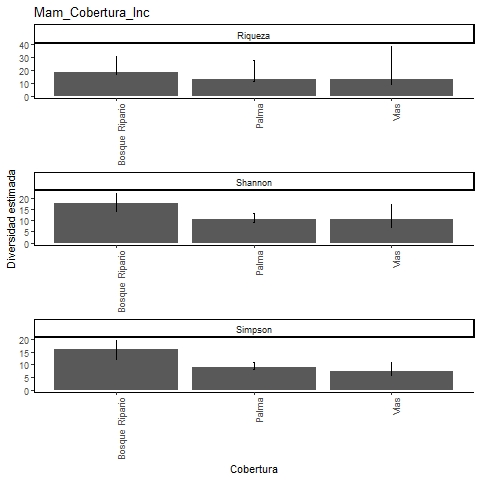 Mam_Cobertura_Inc
Riqueza
40
30
20
10
0
Bosque Ripario
Palma
Vias
Shannon
20
15
10
5
0
Bosque Ripario
Palma
Vias
Simpson
20
15
10
5
0
Bosque Ripario
Palma
Vias
Diversidad estimada
Cobertura